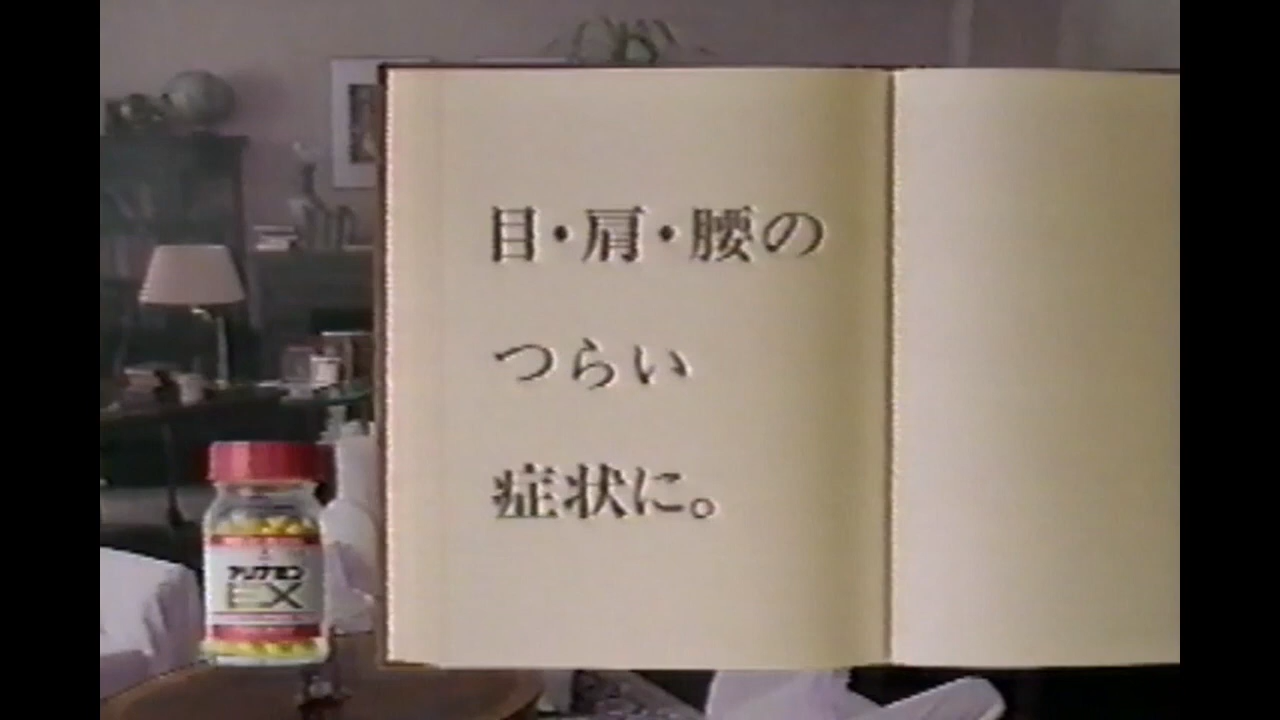 目・肩・腰の
つらい
症状に。
アリナミン
EX